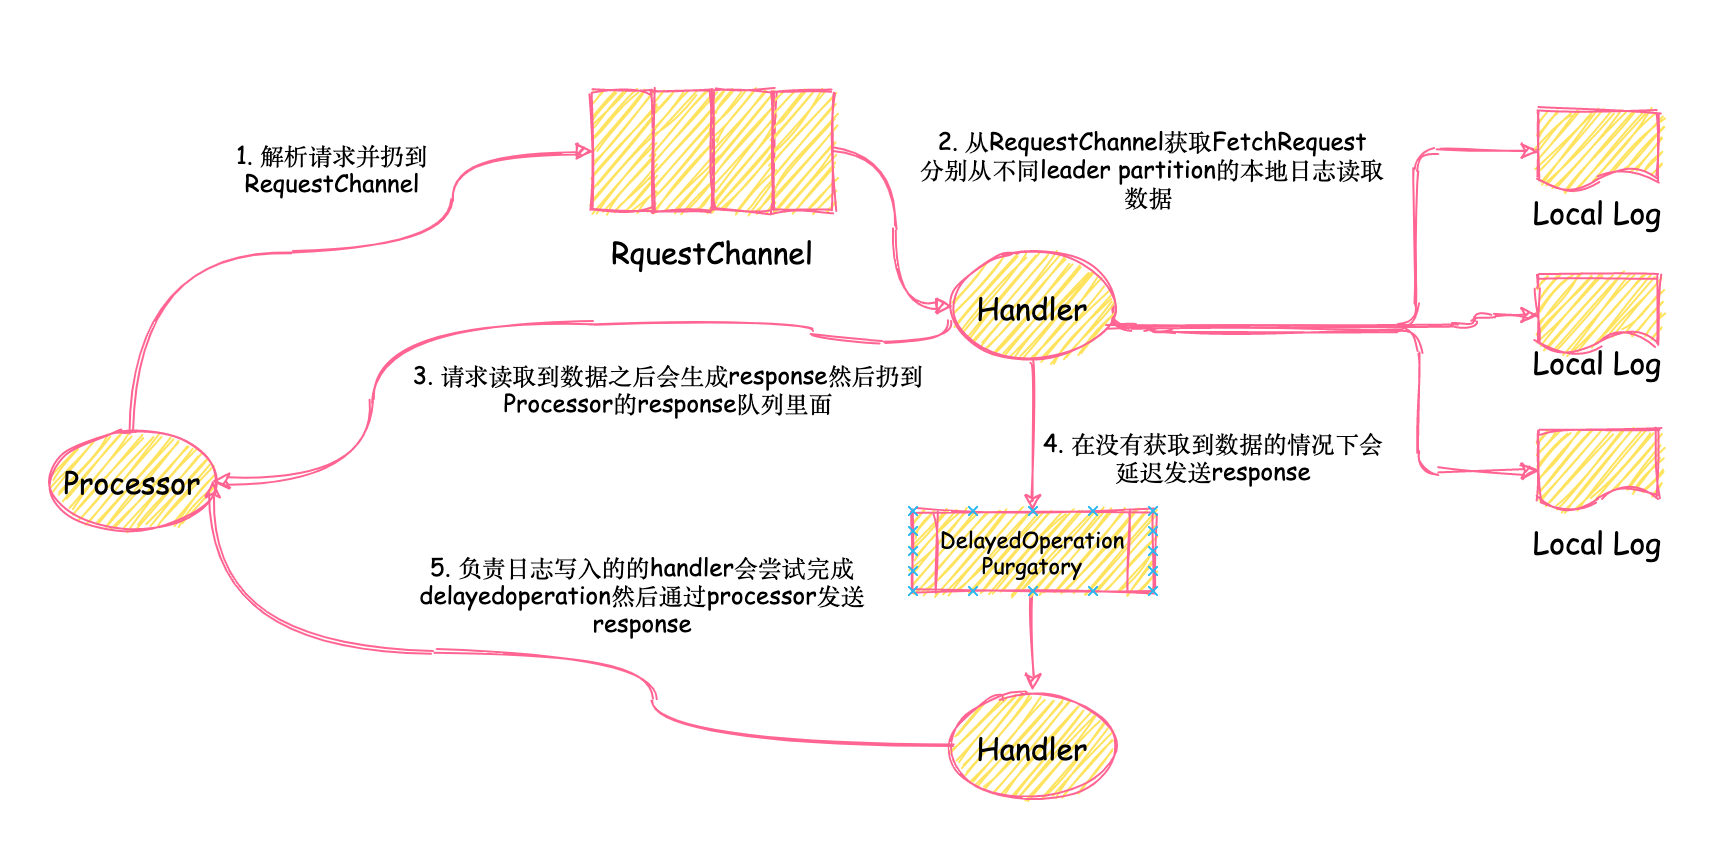 1. 解析请求并扔到
RequestChannel
RquestChannel
2. 从RequestChannel获取FetchRequest
分别从不同leader partition的本地日志读取
数据
Local Log
Handler
Local Log
3. 请求读取到数据之后会生成response然后扔到
Processor的response队列里面
4. 在没有获取到数据的情况下会
延迟发送response
Processor
DelayedOperation
Purgatory
Local Log
5. 负责日志写入的的handler会尝试完成
delayedoperation然后通过processor发送
response
Handler